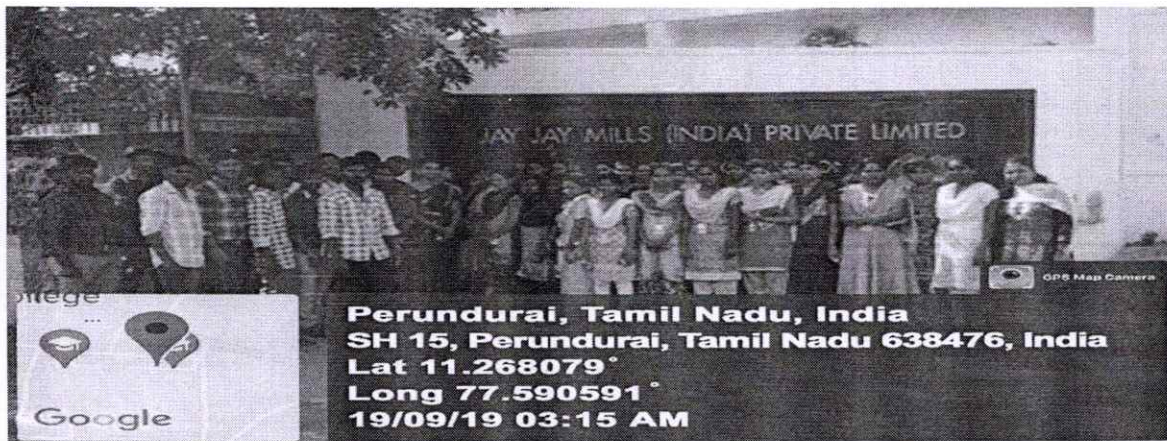 JAY JAY MILLS (INDIA) PRIVATE LIMITED
GPS Map Camera
ollege
...
Google
Perundurai, Tamil Nadu, India
SH 15, Perundurai, Tamil Nadu 638476, India
Lat 11.268079°
Long 77.590591°
19/09/19 03:15 AM